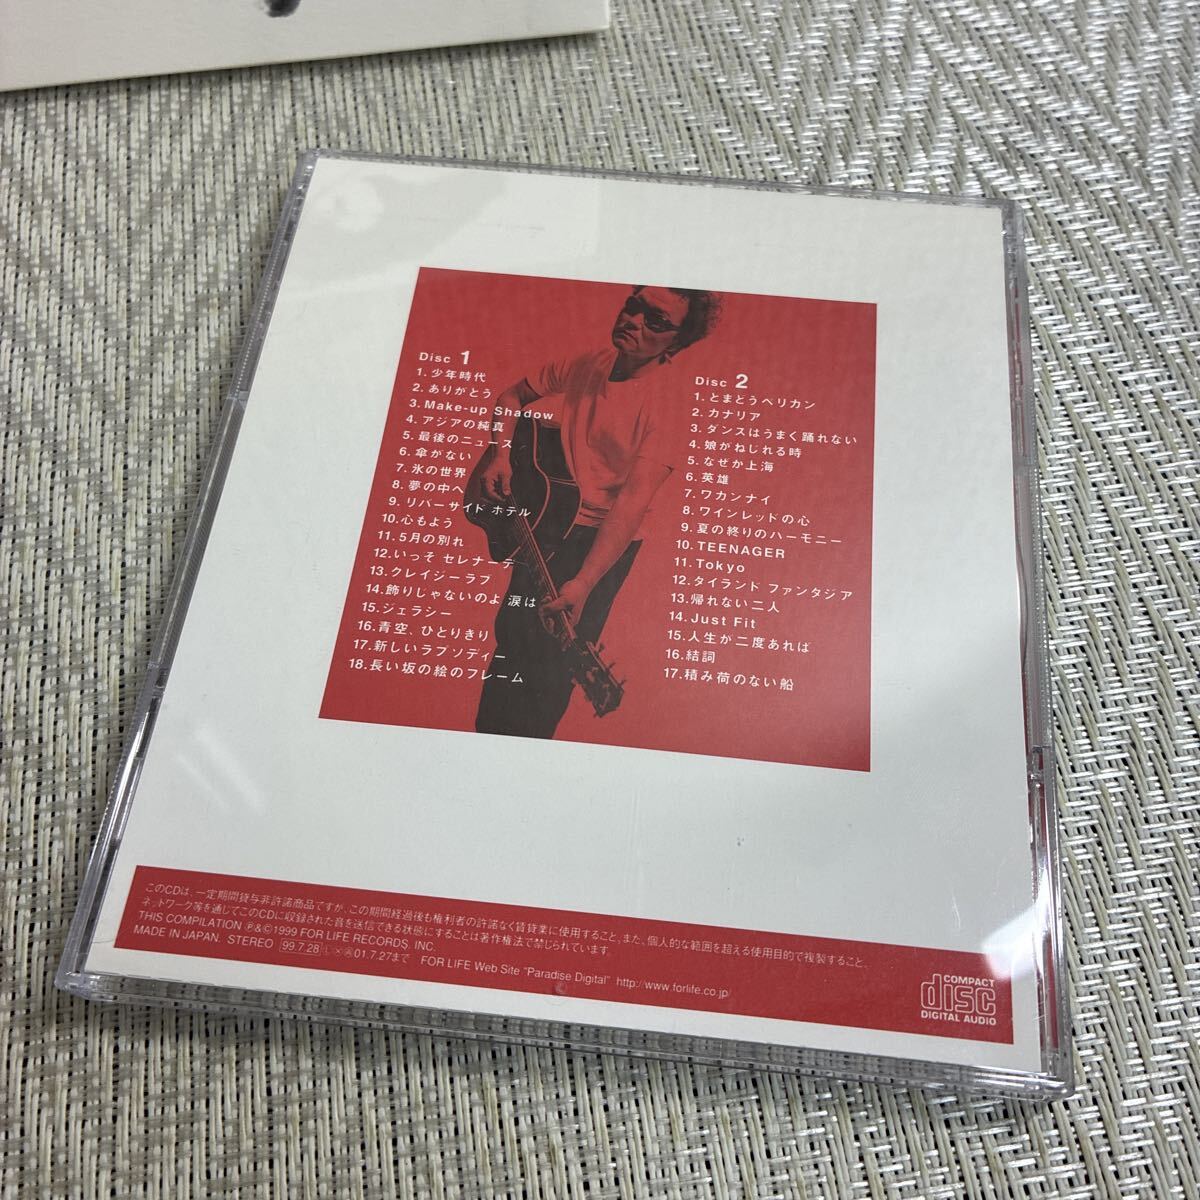 Disc 1
1. 少年時代
2. ありがとう
3. Make-up Shadow
4. アジアの純真
5. 最後のニュース
6. 傘がない
7. 氷の世界
8. 夢の中へ
9. リバーサイド ホテル
10. 心もよう
11. 5月の別れ
12. いっそ セレナーデ
13. クレイジーラブ
14. 飾りじゃないのよ 涙は
15. ジェラシー
16. 青空、ひとりきり
17. 新しいラプソディー
18. 長い坂の絵のフレーム
Disc 2
1. とまどうペリカン
2. カナリア
3. ダンスはうまく踊れない
4. 娘がねじれる時
5. なぜか上海
6. 英雄
7. ワカンナイ
8. ワインレッドの心
9. 夏の終りのハーモニー
10. TEENAGER
11. Tokyo
12. タイランド ファンタジア
13. 帰れない二人
14. Just Fit
15. 人生が二度あれば
16. 結詞
17. 積み荷のない船
このCDは、一定期間貸与非許諾商品ですが、この期間経過後も権利者の許諾なく賃貸業に使用すること、また、個人的な範囲を超える使用目的で複製すること、
ネットワーク等を通じてこのCDに収録された音を送信できる状態にすることは著作権法で禁じられています。
THIS COMPILATION ℗&©1999 FOR LIFE RECORDS, INC.
MADE IN JAPAN. STEREO 99.7.28 01.7.27まで FOR LIFE Web Site "Paradise Digital" http://www.forlife.co.jp/
COMPACT
disc
DIGITAL AUDIO